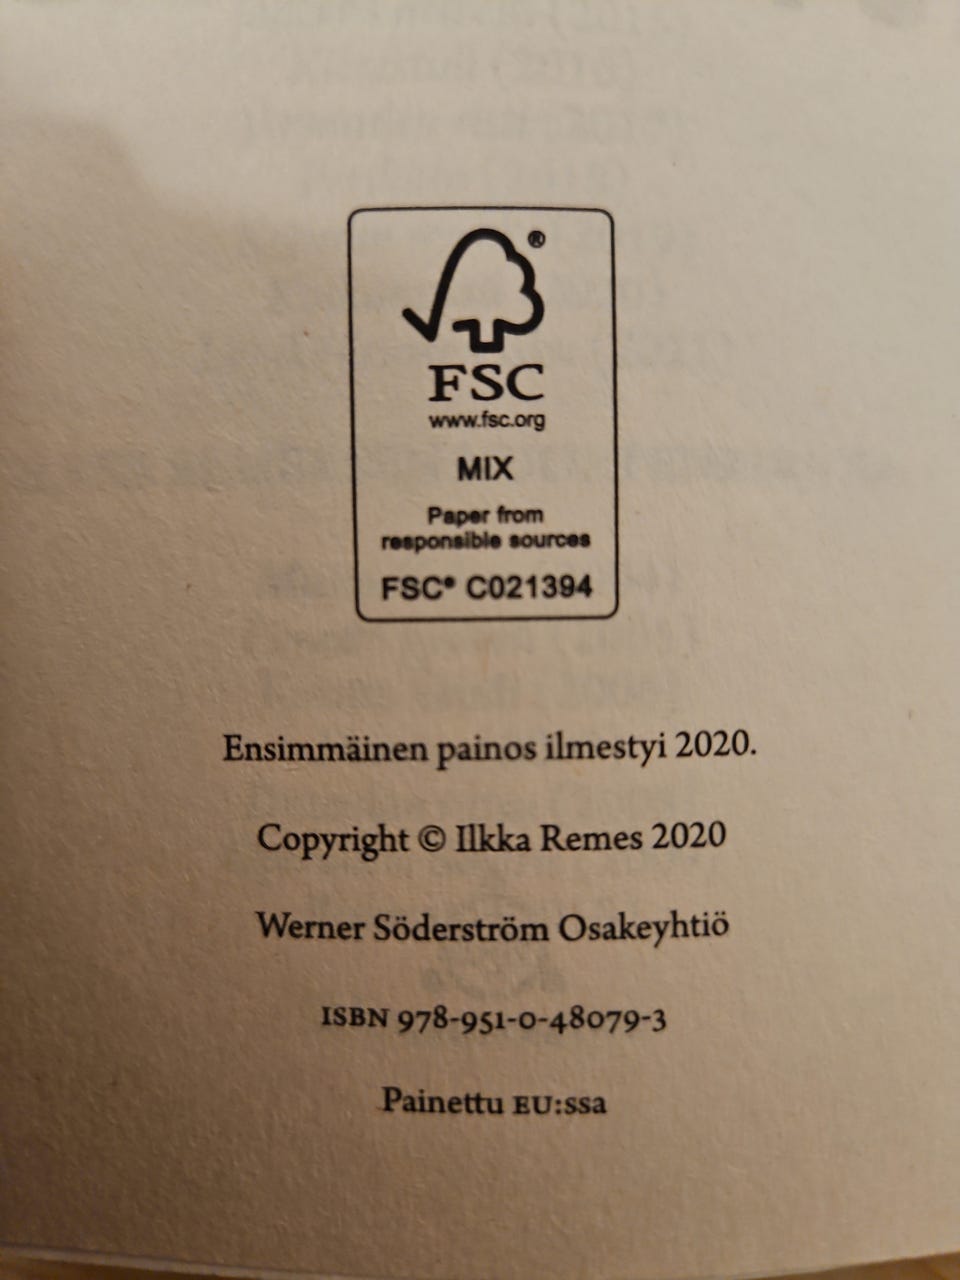 ®
FSC
www.fsc.org
MIX
Paper from
responsible sources
FSC® C021394
Ensimmäinen painos ilmestyi 2020.
Copyright © Ilkka Remes 2020
Werner Söderström Osakeyhtiö
ISBN 978-951-0-48079-3
Painettu EU:ssa